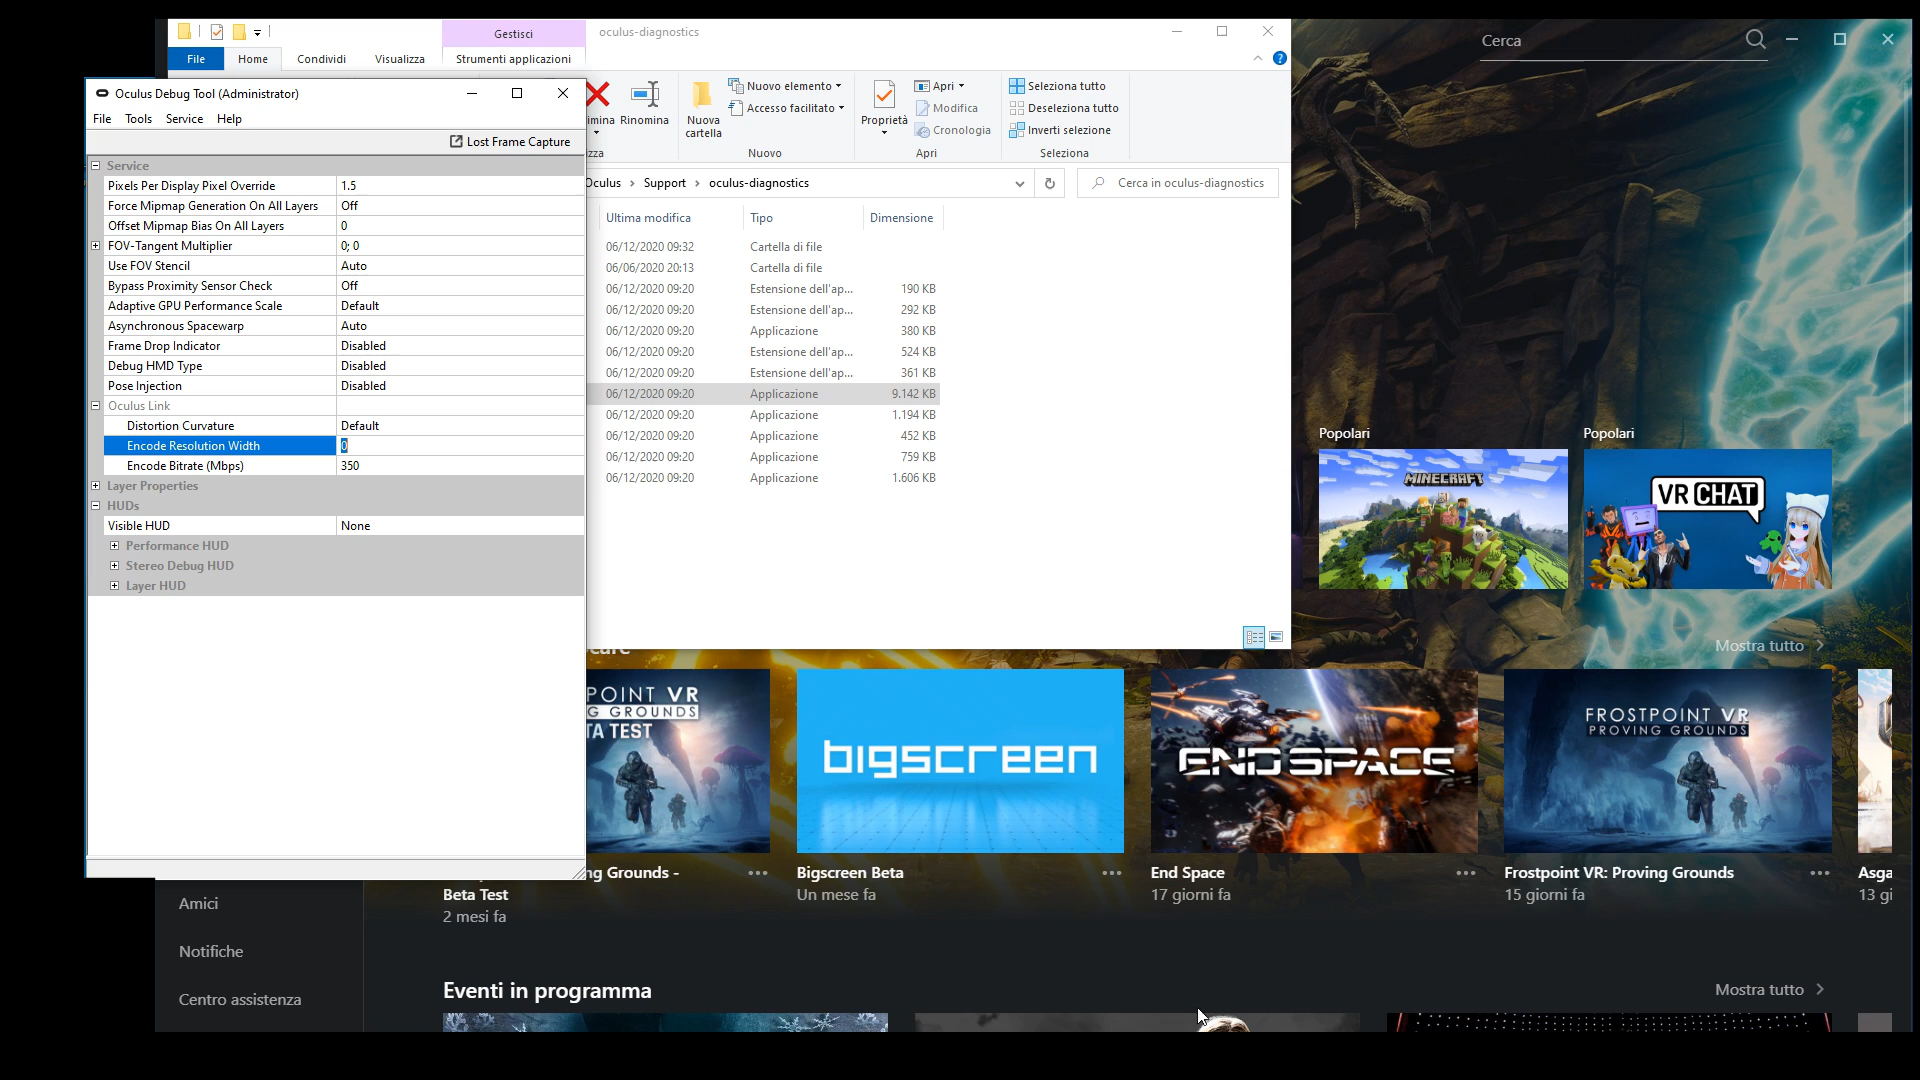 Gestisci
oculus-diagnostics
File
Home
Condividi
Visualizza
Strumenti applicazioni
Cerca
Oculus Debug Tool (Administrator)
File
Tools
Service
Help
Lost Frame Capture
Service
Pixels Per Display Pixel Override 1.5
Force Mipmap Generation On All Layers Off
Offset Mipmap Bias On All Layers 0
FOV-Tangent Multiplier 0; 0
Use FOV Stencil Auto
Bypass Proximity Sensor Check Off
Adaptive GPU Performance Scale Default
Asynchronous Spacewarp Auto
Frame Drop Indicator Disabled
Debug HMD Type Disabled
Pose Injection Disabled
Oculus Link
Distortion Curvature Default
Encode Resolution Width 0
Encode Bitrate (Mbps) 350
Layer Properties
HUDs
Visible HUD None
Performance HUD
Stereo Debug HUD
Layer HUD
imina
Rinomina
zza
Nuova
cartella
Nuovo elemento
Accesso facilitato
Nuovo
Proprietà
Apri
Modifica
Cronologia
Apri
Seleziona tutto
Deseleziona tutto
Inverti selezione
Seleziona
Oculus > Support > oculus-diagnostics
Cerca in oculus-diagnostics
Ultima modifica Tipo Dimensione
06/12/2020 09:32 Cartella di file
06/06/2020 20:13 Cartella di file
06/12/2020 09:20 Estensione dell'ap... 190 KB
06/12/2020 09:20 Estensione dell'ap... 292 KB
06/12/2020 09:20 Applicazione 380 KB
06/12/2020 09:20 Estensione dell'ap... 524 KB
06/12/2020 09:20 Estensione dell'ap... 361 KB
06/12/2020 09:20 Applicazione 9.142 KB
06/12/2020 09:20 Applicazione 1.194 KB
06/12/2020 09:20 Applicazione 452 KB
06/12/2020 09:20 Applicazione 759 KB
06/12/2020 09:20 Applicazione 1.606 KB
Popolari
Popolari
MINECRAFT
VR CHAT
Mostra tutto
POINT VR
G GROUNDS
TA TEST
bigscreen
END SPACE
FROSTPOINT VR
PROVING GROUNDS
ng Grounds -
Beta Test
2 mesi fa
Bigscreen Beta
Un mese fa
End Space
17 giorni fa
Frostpoint VR: Proving Grounds
15 giorni fa
Asga
13 gi
Amici
Notifiche
Centro assistenza
Eventi in programma
Mostra tutto